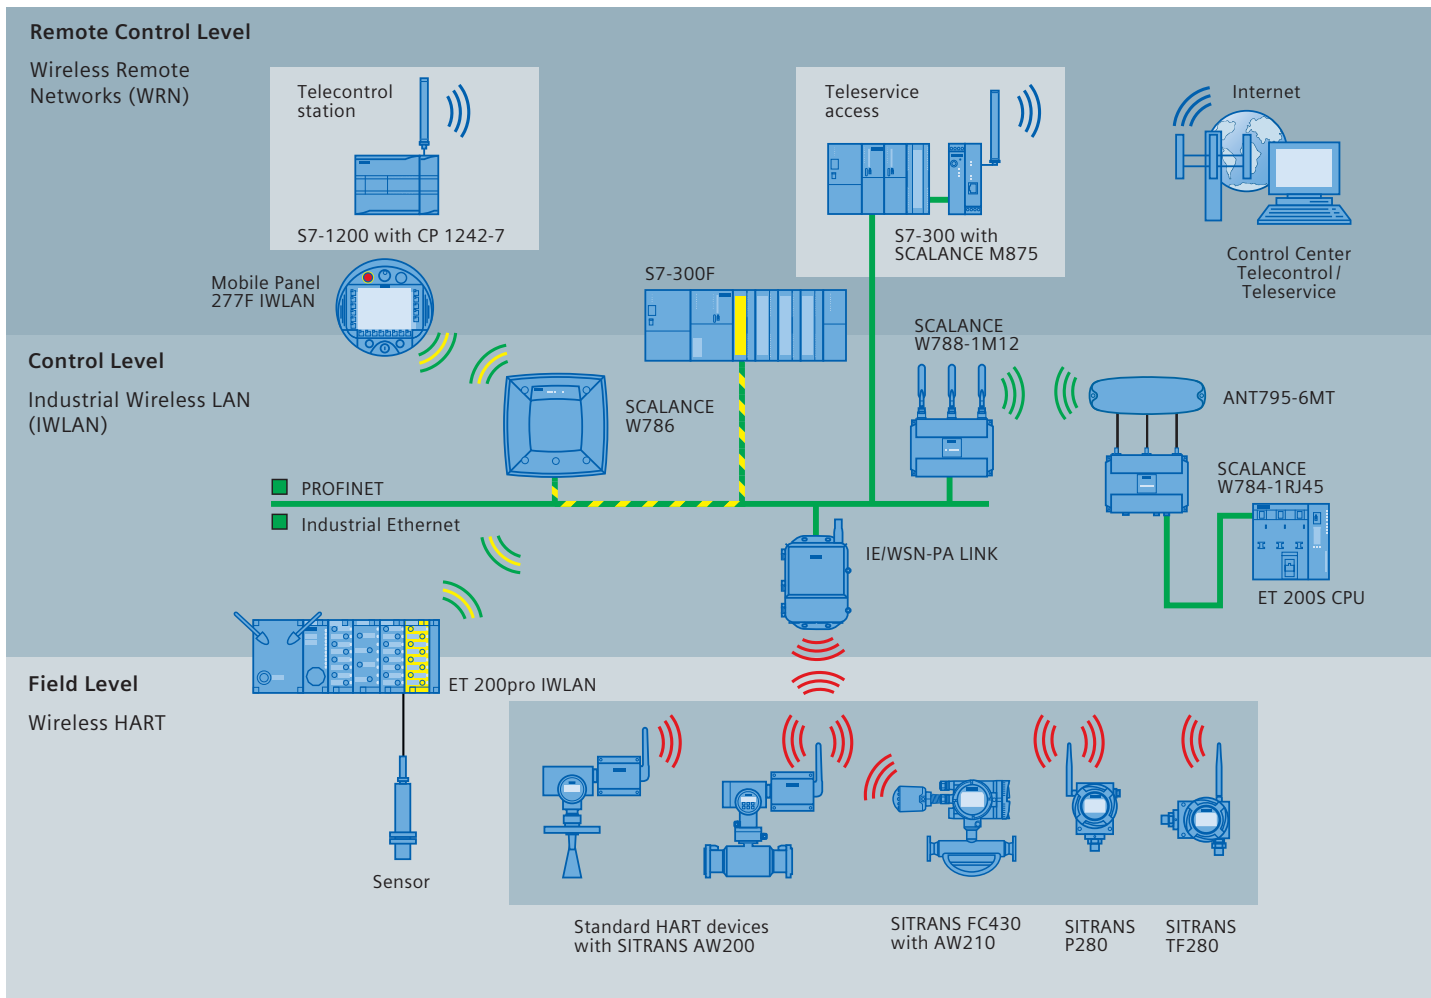 Remote Control Level
Wireless Remote
Networks (WRN)
Telecontrol
station
S7-1200 with CP 1242-7
Teleservice
access
S7-300 with
SCALANCE M875
Internet
Control Center
Telecontrol/
Teleservice
Mobile Panel
277F IWLAN
S7-300F
Control Level
Industrial Wireless LAN
(IWLAN)
SCALANCE
W786
SCALANCE
W788-1M12
ANT795-6MT
SCALANCE
W784-1RJ45
ET 200S CPU
PROFINET
Industrial Ethernet
IE/WSN-PA LINK
Field Level
Wireless HART
ET 200pro IWLAN
Sensor
Standard HART devices
with SITRANS AW200
SITRANS FC430
with AW210
SITRANS
P280
SITRANS
TF280